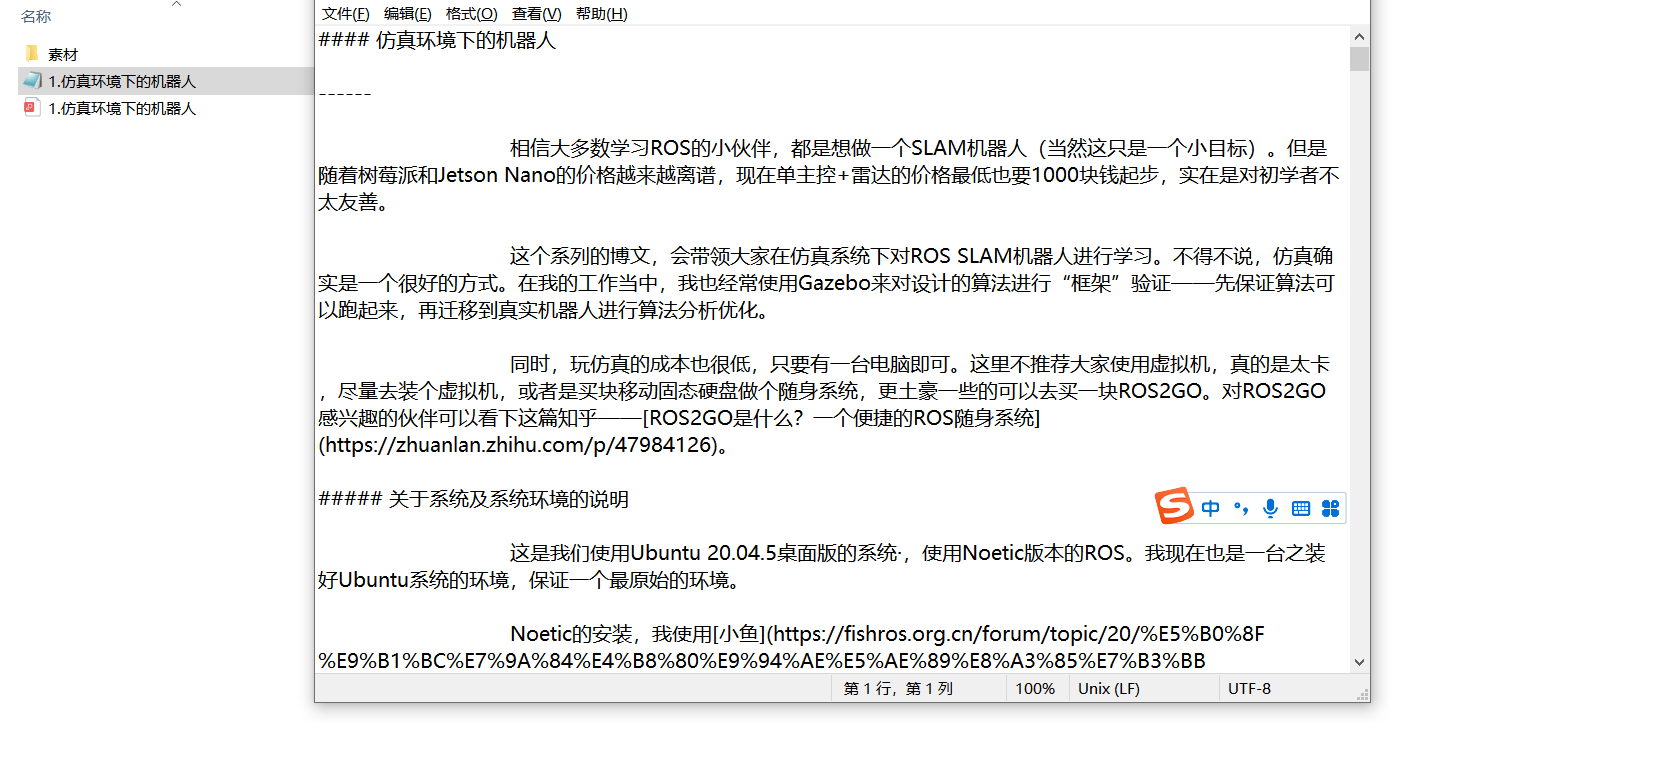 名称
素材
1.仿真环境下的机器人
1.仿真环境下的机器人
文件(F) 编辑(E) 格式(O) 查看(V) 帮助(H)
#### 仿真环境下的机器人
------
相信大多数学习ROS的小伙伴，都是想做一个SLAM机器人（当然这只是一个小目标）。但是
随着树莓派和Jetson Nano的价格越来越离谱，现在单主控+雷达的价格最低也要1000块钱起步，实在是对初学者不
太友善。
这个系列的博文，会带领大家在仿真系统下对ROS SLAM机器人进行学习。不得不说，仿真确
实是一个很好的方式。在我的工作当中，我也经常使用Gazebo来对设计的算法进行“框架”验证——先保证算法可
以跑起来，再迁移到真实机器人进行算法分析优化。
同时，玩仿真的成本也很低，只要有一台电脑即可。这里不推荐大家使用虚拟机，真的是太卡
，尽量去装个虚拟机，或者是买块移动固态硬盘做个随身系统，更土豪一些的可以去买一块ROS2GO。对ROS2GO
感兴趣的伙伴可以看下这篇知乎——[ROS2GO是什么？一个便捷的ROS随身系统]
(https://zhuanlan.zhihu.com/p/47984126)。
##### 关于系统及系统环境的说明
S 中
这是我们使用Ubuntu 20.04.5桌面版的系统·，使用Noetic版本的ROS。我现在也是一台之装
好Ubuntu系统的环境，保证一个最原始的环境。
Noetic的安装，我使用[小鱼](https://fishros.org.cn/forum/topic/20/%E5%B0%8F
%E9%B1%BC%E7%9A%84%E4%B8%80%E9%94%AE%E5%AE%89%E8%A3%85%E7%B3%BB
第 1 行，第 1 列 100% Unix (LF) UTF-8